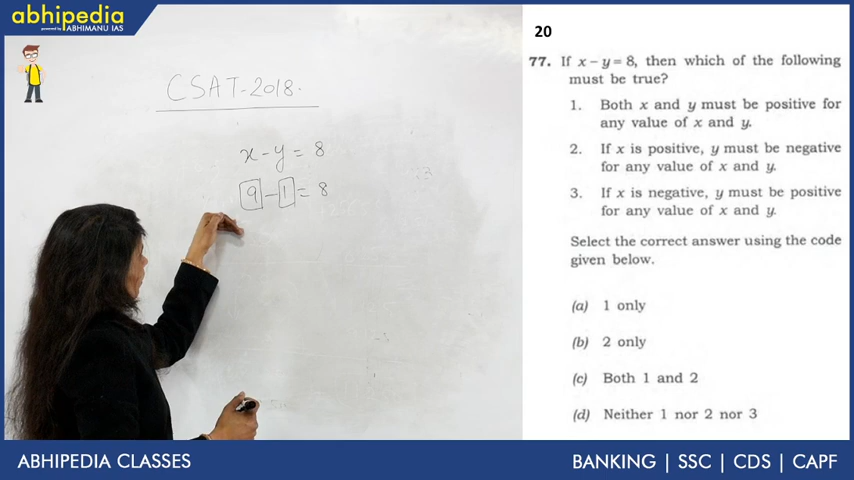 abhipedia
powered by ABHIMANU IAS
CSAT-2018.
x - y = 8
9 - 1 = 8
20
77. If x – y = 8, then which of the following
must be true?
1. Both x and y must be positive for
any value of x and y.
2. If x is positive, y must be negative
for any value of x and y.
3. If x is negative, y must be positive
for any value of x and y.
Select the correct answer using the code
given below.
(a) 1 only
(b) 2 only
(c) Both 1 and 2
(d) Neither 1 nor 2 nor 3
ABHIPEDIA CLASSES
BANKING | SSC | CDS | CAPF